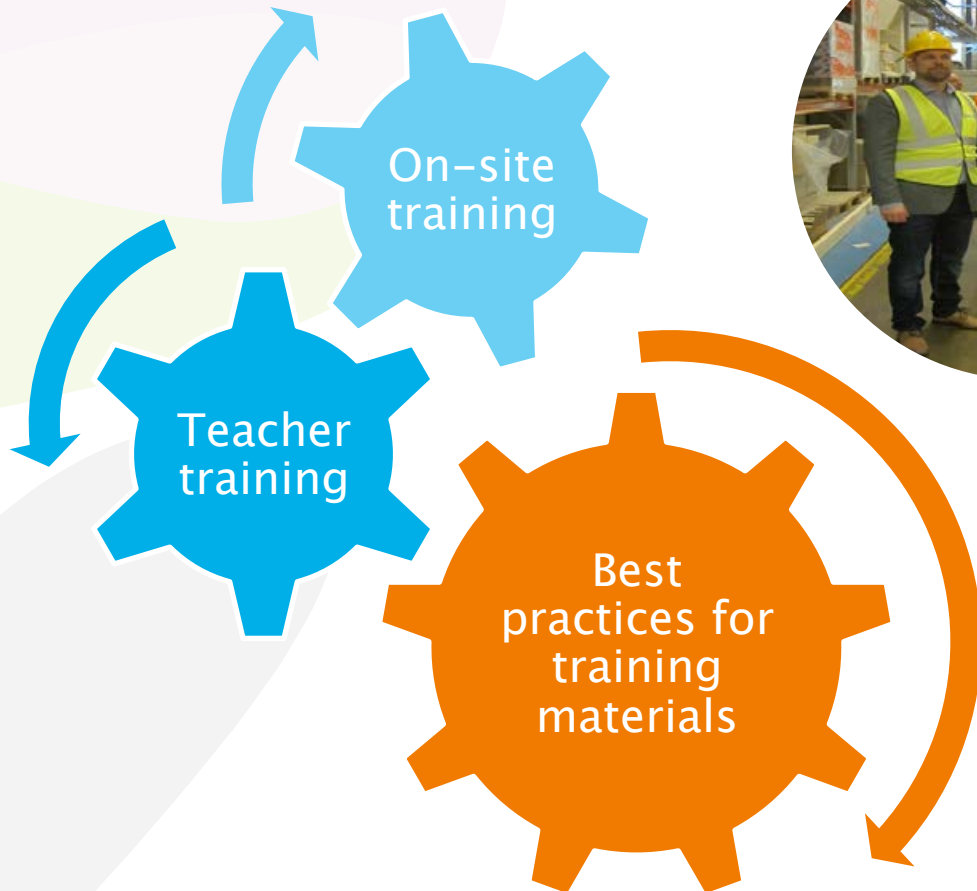 On-site
training
Teacher
training
Best
practices for
training
materials